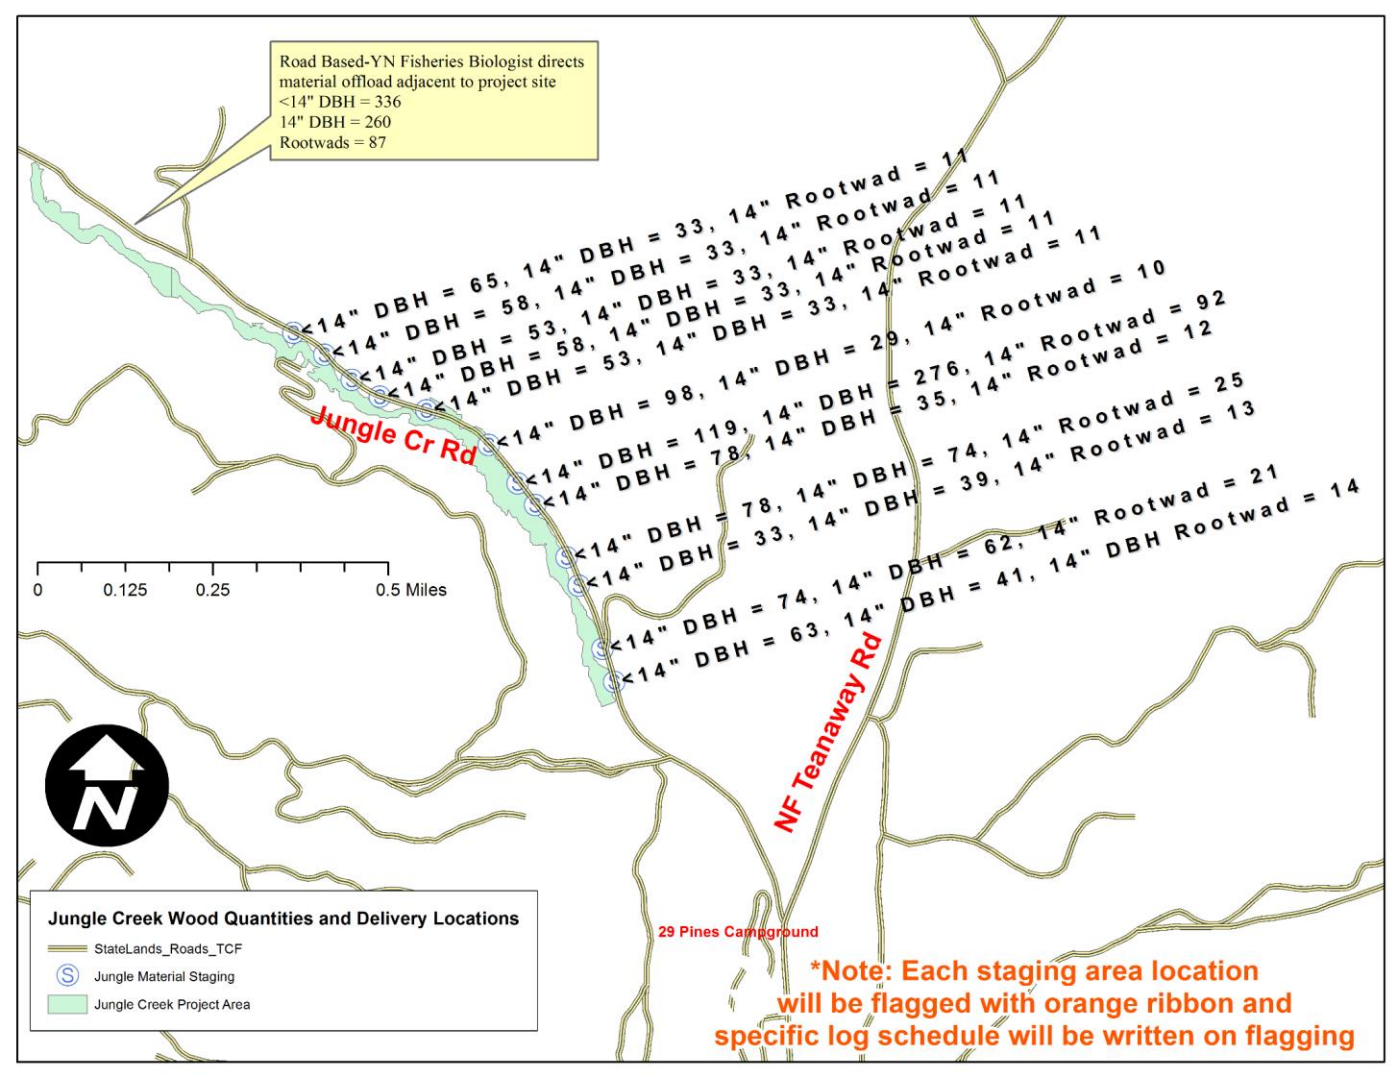 Road Based-YN Fisheries Biologist directs
material offload adjacent to project site
<14" DBH = 336
14" DBH = 260
Rootwads = 87
<14" DBH = 65, 14" DBH = 33, 14" Rootwad = 11
<14" DBH = 58, 14" DBH = 33, 14" Rootwad = 11
<14" DBH = 53, 14" DBH = 33, 14" Rootwad = 11
<14" DBH = 58, 14" DBH = 33, 14" Rootwad = 11
<14" DBH = 53, 14" DBH = 33, 14" Rootwad = 11
<14" DBH = 98, 14" DBH = 29, 14" Rootwad = 10
<14" DBH = 119, 14" DBH = 276, 14" Rootwad = 92
<14" DBH = 78, 14" DBH = 35, 14" Rootwad = 12
<14" DBH = 78, 14" DBH = 74, 14" Rootwad = 25
<14" DBH = 33, 14" DBH = 39, 14" Rootwad = 13
<14" DBH = 74, 14" DBH = 62, 14" Rootwad = 21
<14" DBH = 63, 14" DBH = 41, 14" DBH Rootwad = 14
S
S
S
S
S
S
S
S
S
S
S
S
Jungle Cr Rd
0 0.125 0.25 0.5 Miles
NF Teanaway Rd
N
29 Pines Campground
Jungle Creek Wood Quantities and Delivery Locations
StateLands_Roads_TCF
S Jungle Material Staging
Jungle Creek Project Area
*Note: Each staging area location
will be flagged with orange ribbon and
specific log schedule will be written on flagging